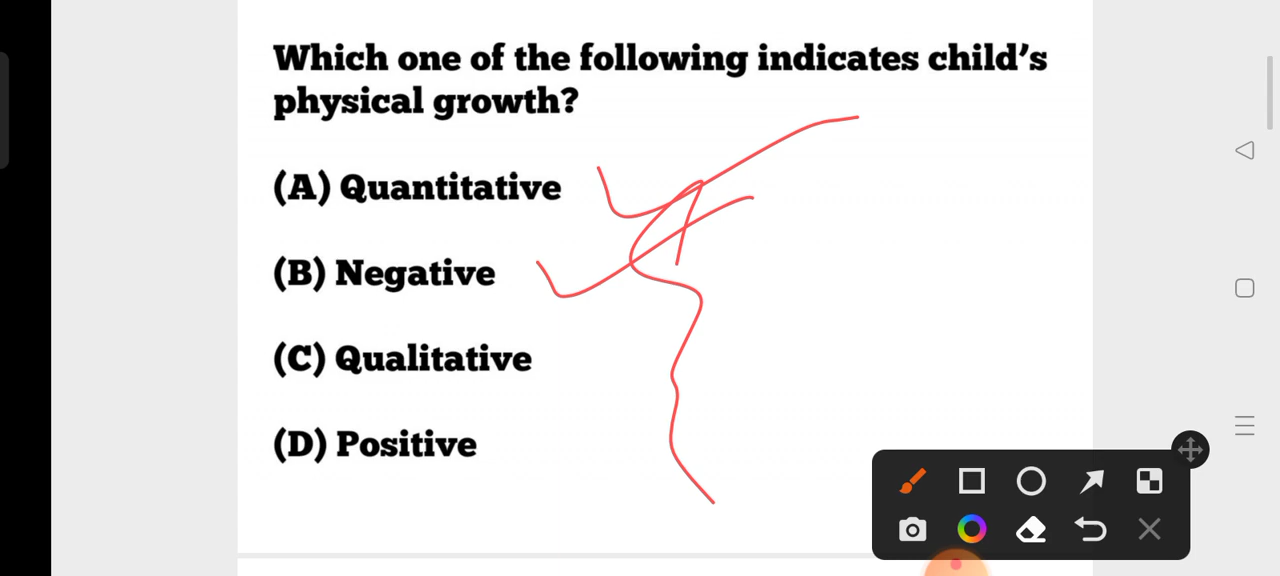 Which one of the following indicates child’s
physical growth?
(A) Quantitative
(B) Negative
(C) Qualitative
(D) Positive